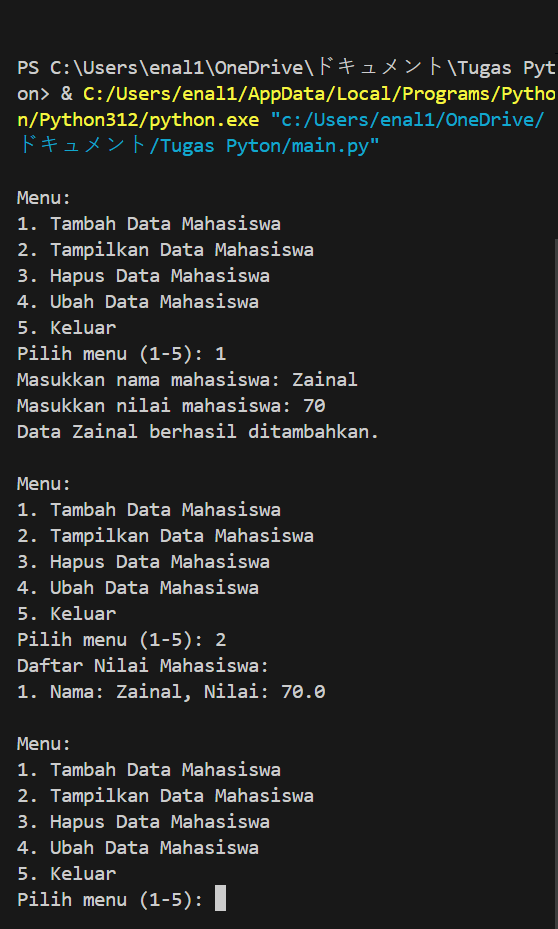 PS C:\Users\enal1\OneDrive\ドキュメント\Tugas Pyt
on> & C:/Users/enal1/AppData/Local/Programs/Pytho
n/Python312/python.exe "c:/Users/enal1/OneDrive/
ドキュメント/Tugas Pyton/main.py"
Menu:
1. Tambah Data Mahasiswa
2. Tampilkan Data Mahasiswa
3. Hapus Data Mahasiswa
4. Ubah Data Mahasiswa
5. Keluar
Pilih menu (1-5): 1
Masukkan nama mahasiswa: Zainal
Masukkan nilai mahasiswa: 70
Data Zainal berhasil ditambahkan.
Menu:
1. Tambah Data Mahasiswa
2. Tampilkan Data Mahasiswa
3. Hapus Data Mahasiswa
4. Ubah Data Mahasiswa
5. Keluar
Pilih menu (1-5): 2
Daftar Nilai Mahasiswa:
1. Nama: Zainal, Nilai: 70.0
Menu:
1. Tambah Data Mahasiswa
2. Tampilkan Data Mahasiswa
3. Hapus Data Mahasiswa
4. Ubah Data Mahasiswa
5. Keluar
Pilih menu (1-5):